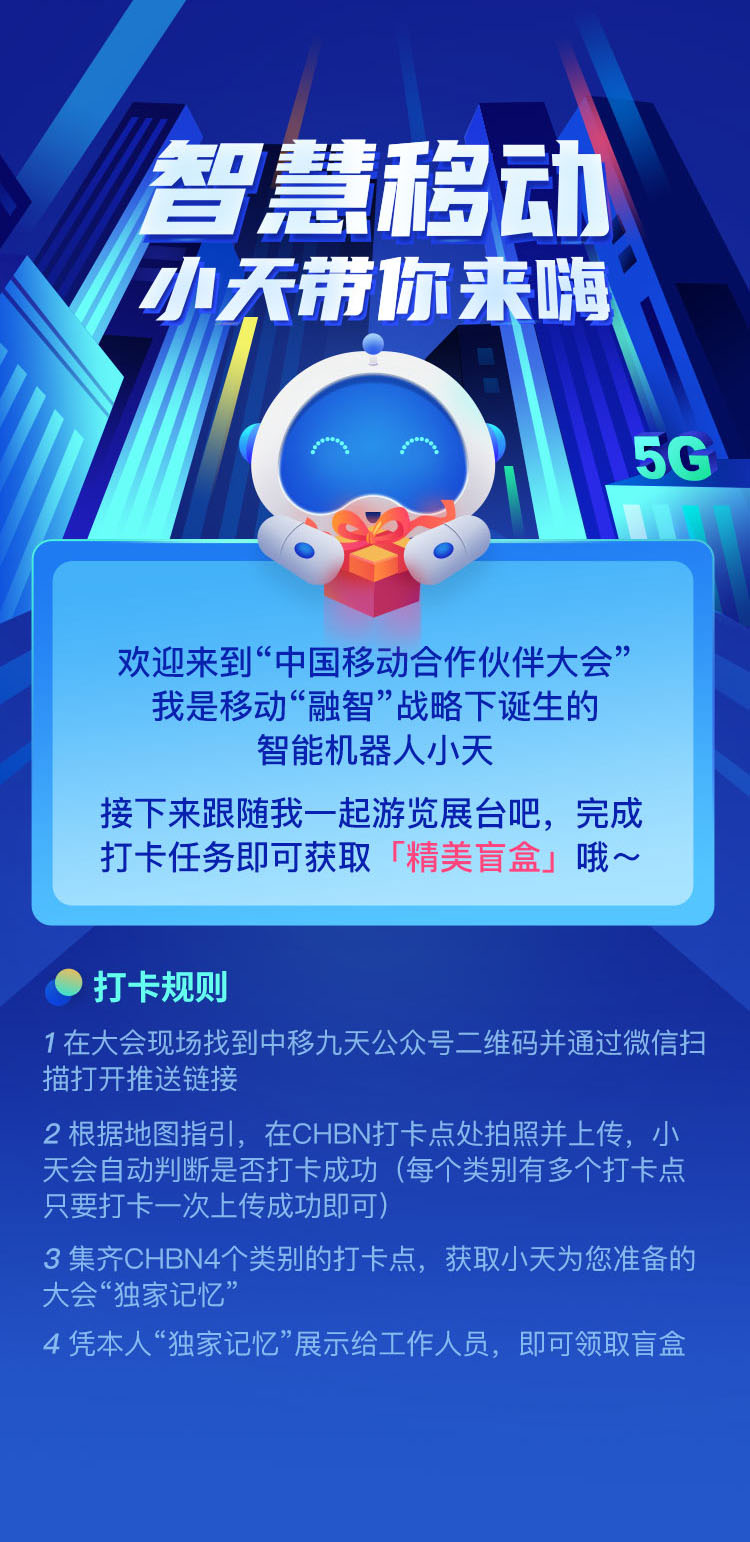 智慧移动
小天带你来嗨
5G
欢迎来到“中国移动合作伙伴大会”
我是移动“融智”战略下诞生的
智能机器人小天
接下来跟随我一起游览展台吧，完成
打卡任务即可获取「精美盲盒」哦～
打卡规则
1 在大会现场找到中移九天公众号二维码并通过微信扫
描打开推送链接
2 根据地图指引，在CHBN打卡点处拍照并上传，小
天会自动判断是否打卡成功（每个类别有多个打卡点
只要打卡一次上传成功即可）
3 集齐CHBN4个类别的打卡点，获取小天为您准备的
大会“独家记忆”
4 凭本人“独家记忆”展示给工作人员，即可领取盲盒